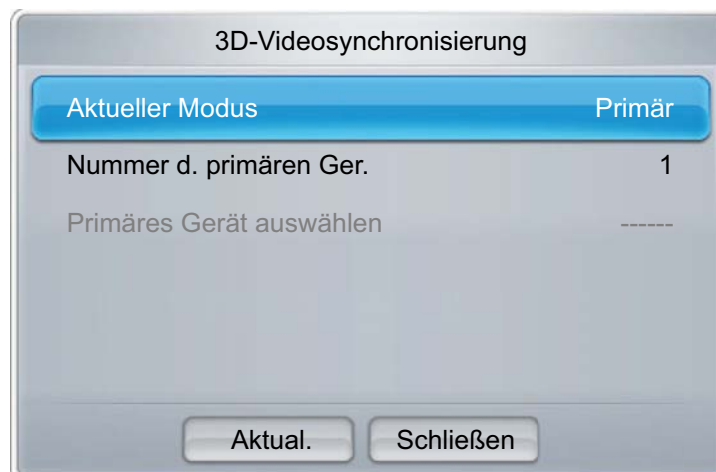 3D-Videosynchronisierung
Aktueller Modus Primär
Nummer d. primären Ger. 1
Primäres Gerät auswählen ------
Aktual. Schließen